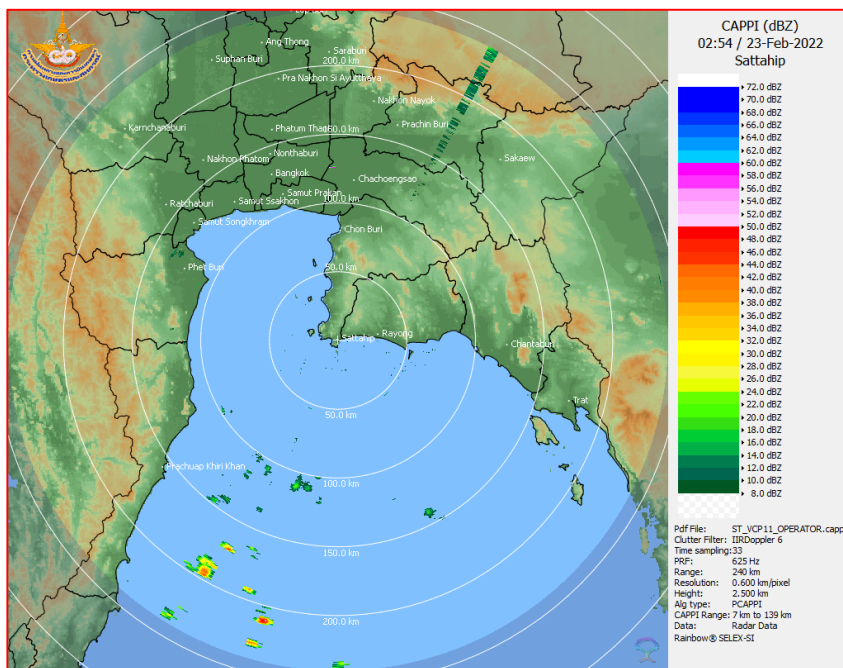 CAPPI (dBZ)
02:54 / 23-Feb-2022
Sattahip
72.0 dBZ
70.0 dBZ
68.0 dBZ
66.0 dBZ
64.0 dBZ
62.0 dBZ
60.0 dBZ
58.0 dBZ
56.0 dBZ
54.0 dBZ
52.0 dBZ
50.0 dBZ
48.0 dBZ
46.0 dBZ
44.0 dBZ
42.0 dBZ
40.0 dBZ
38.0 dBZ
36.0 dBZ
34.0 dBZ
32.0 dBZ
30.0 dBZ
28.0 dBZ
26.0 dBZ
24.0 dBZ
22.0 dBZ
20.0 dBZ
18.0 dBZ
16.0 dBZ
14.0 dBZ
12.0 dBZ
10.0 dBZ
8.0 dBZ
Pdf File: ST_VCP11_OPERATOR.capp
Clutter Filter: IIRDoppler 6
Time sampling:33
PRF: 625 Hz
Range: 240 km
Resolution: 0.600 km/pixel
Height: 2.500 km
Alg type: PCAPPI
CAPPI Range: 7 km to 139 km
Data: Radar Data
Rainbow® SELEX-SI
Ang Thong
Saraburi
Suphan Buri
200.0 km
Pra Nakhon Si Ayutthaya
Nakhon Nayok
Karnchanaburi
Phatum Thani
150.0 km
Prachin Buri
Nonthaburi
Nakhon Phatom
Sakaew
Bangkok
Chachoengsao
Samut Prakan
Ratchaburi
Samut Ssakhon
100.0 km
Samut Songkhram
Chon Buri
Phet Buri
50.0 km
Sattahip
Rayong
Chantaburi
Trat
50.0 km
Prachuap Khiri Khan
100.0 km
150.0 km
200.0 km